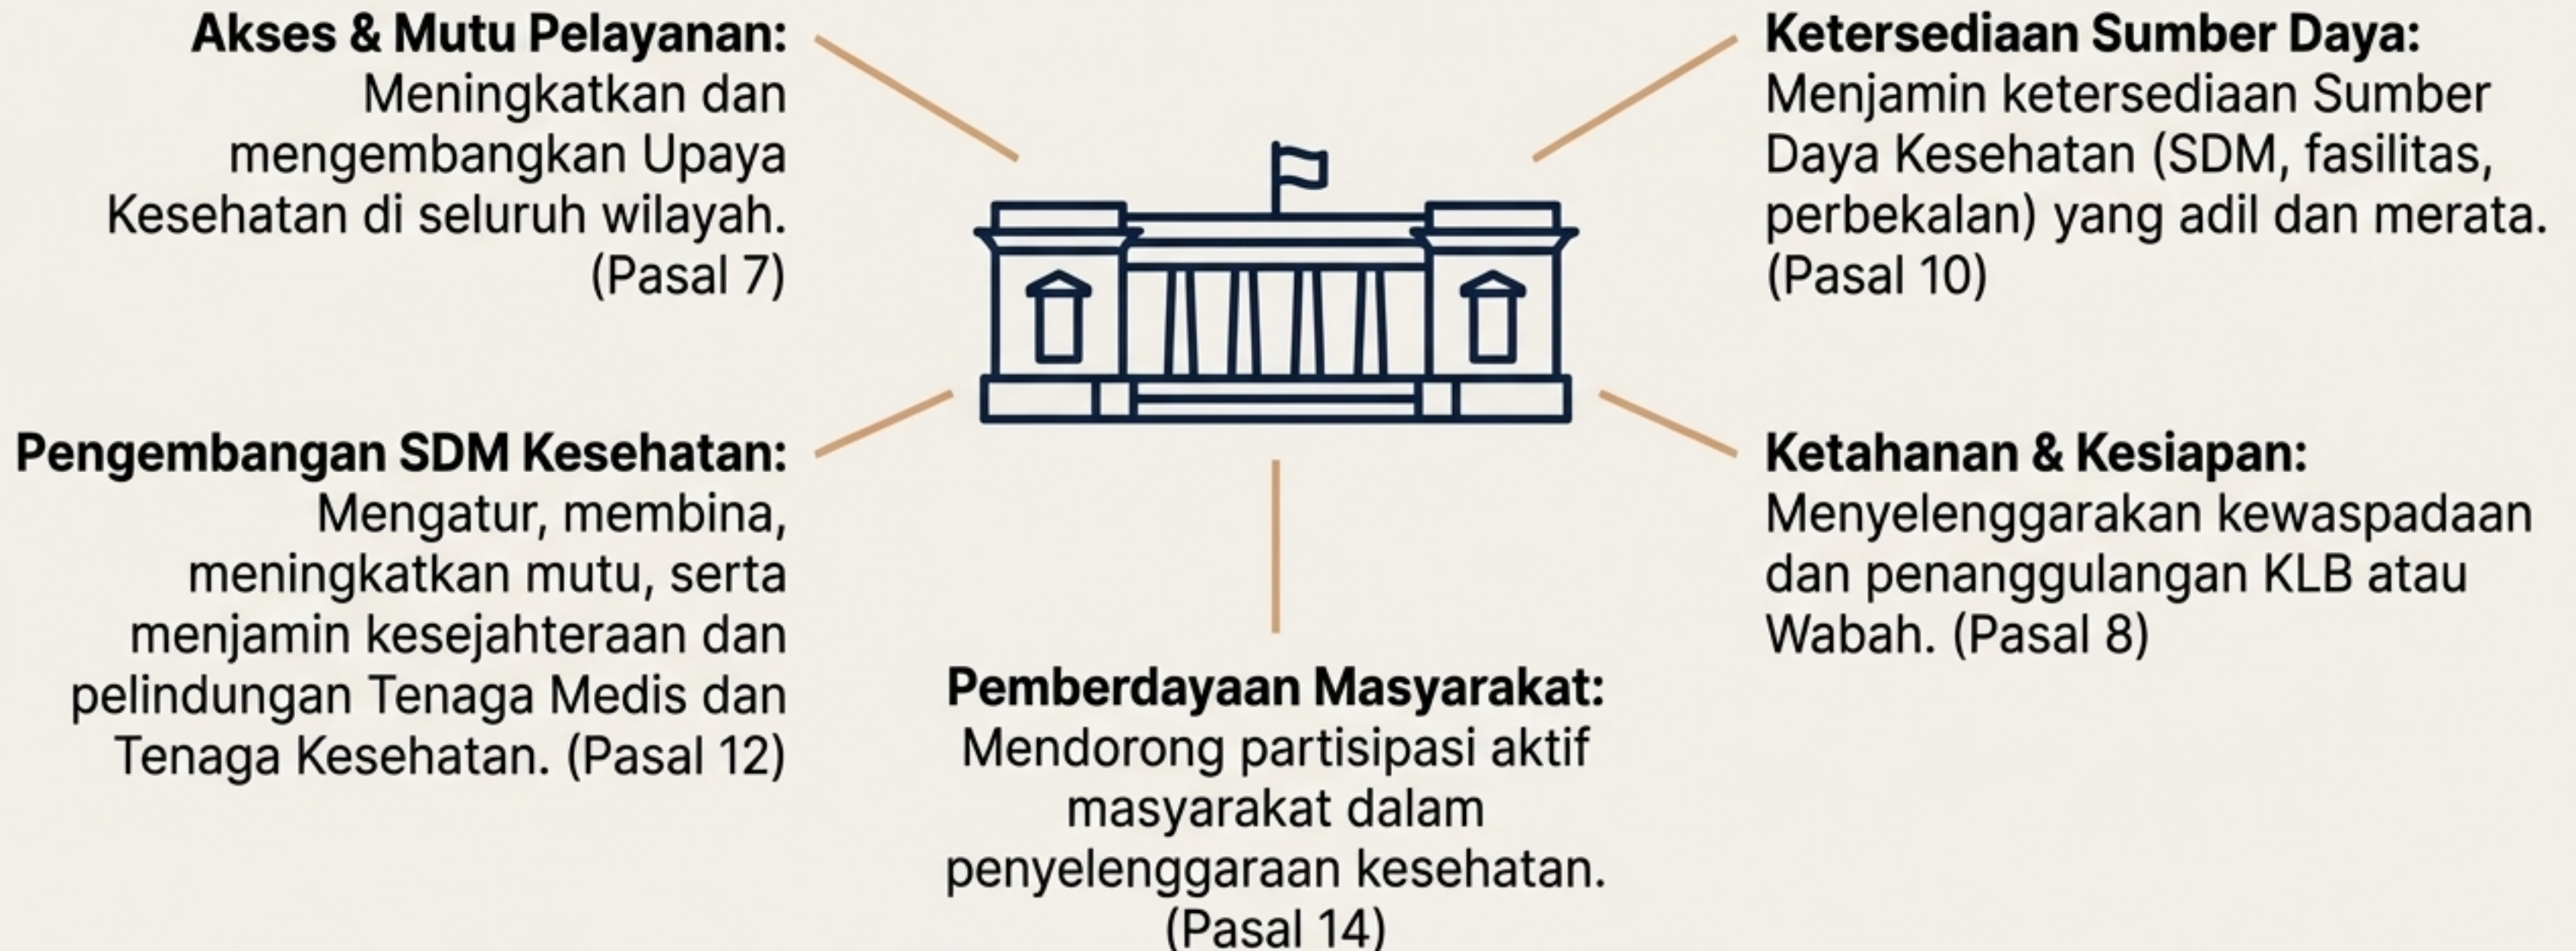 Akses & Mutu Pelayanan:
Meningkatkan dan
mengembangkan Upaya
Kesehatan di seluruh wilayah.
(Pasal 7)
Ketersediaan Sumber Daya:
Menjamin ketersediaan Sumber
Daya Kesehatan (SDM, fasilitas,
perbekalan) yang adil dan merata.
(Pasal 10)
Pengembangan SDM Kesehatan:
Mengatur, membina,
meningkatkan mutu, serta
menjamin kesejahteraan dan
pelindungan Tenaga Medis dan
Tenaga Kesehatan. (Pasal 12)
Ketahanan & Kesiapan:
Menyelenggarakan kewaspadaan
dan penanggulangan KLB atau
Wabah. (Pasal 8)
Pemberdayaan Masyarakat:
Mendorong partisipasi aktif
masyarakat dalam
penyelenggaraan kesehatan.
(Pasal 14)